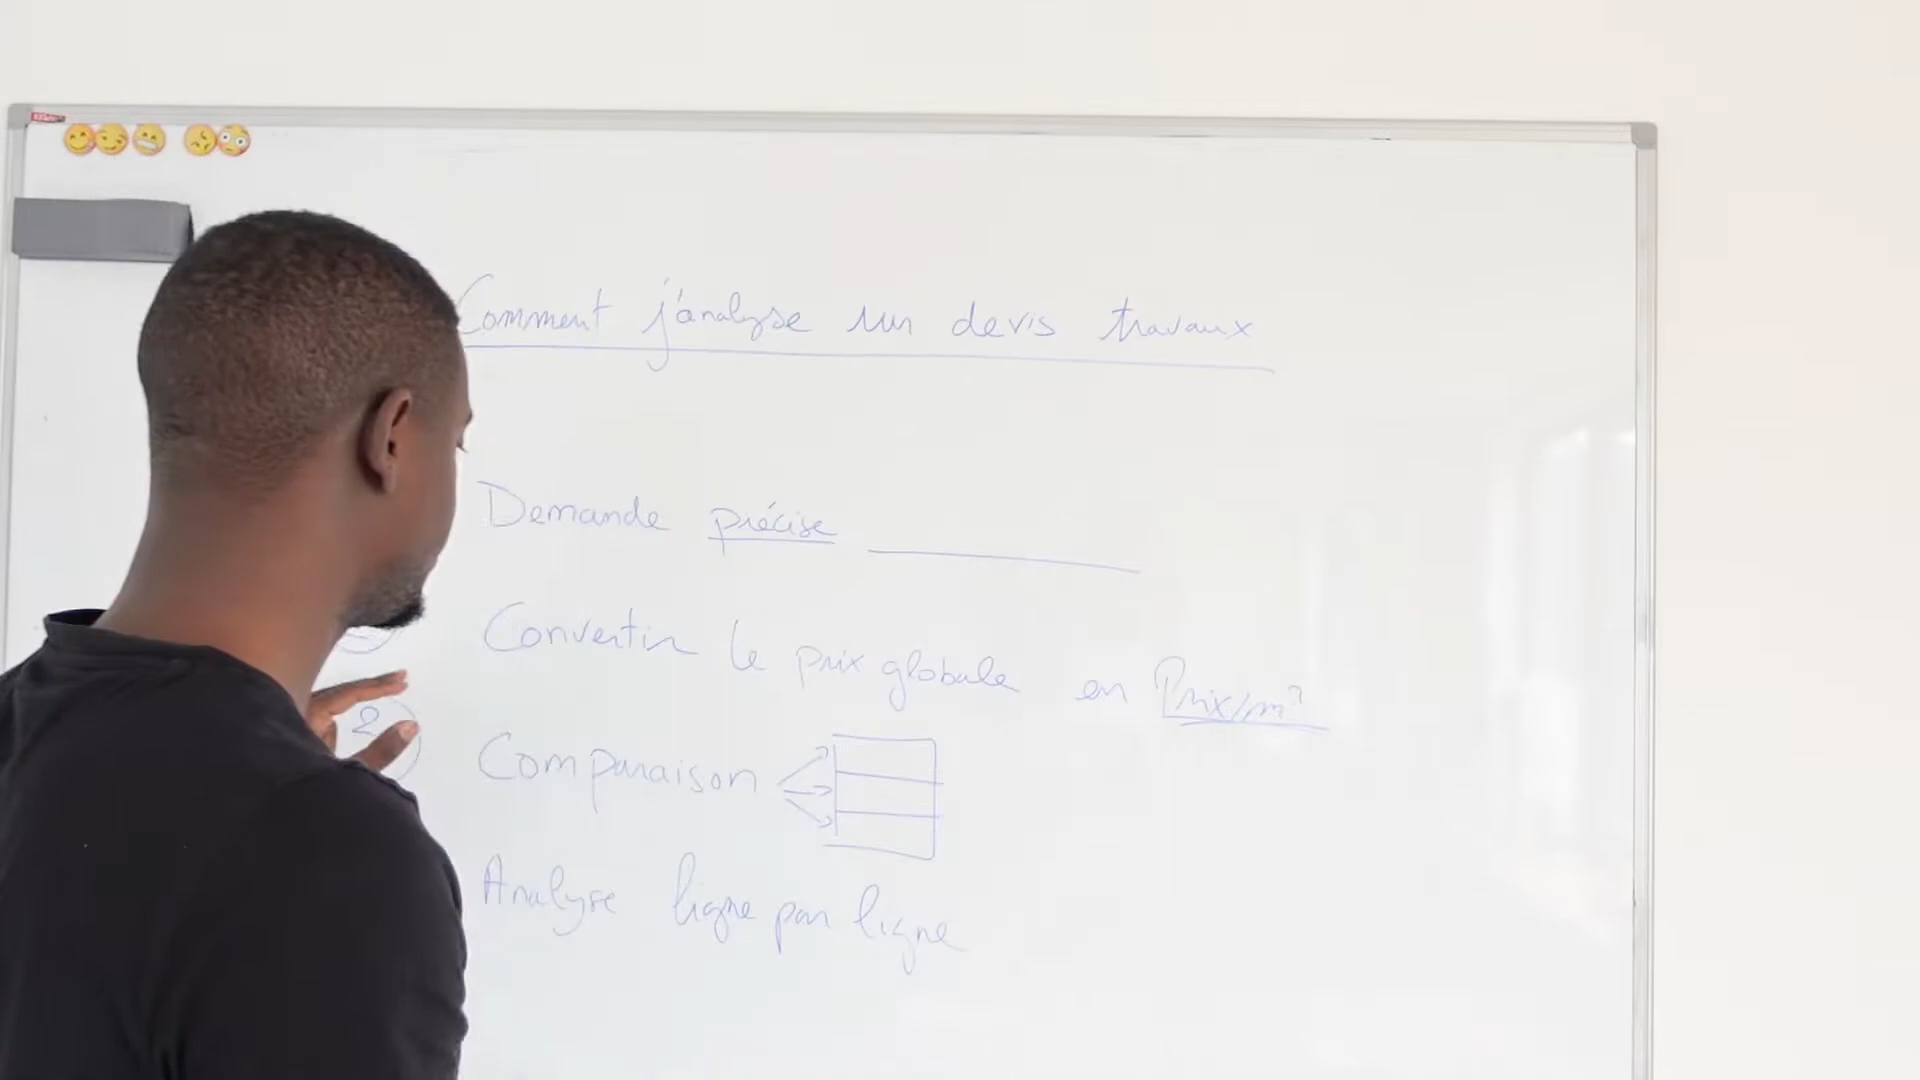 Comment j'analyse un devis travaux
Demande précise
Convertir le prix globale en Prix/m²
2
Comparaison
Analyse ligne par ligne